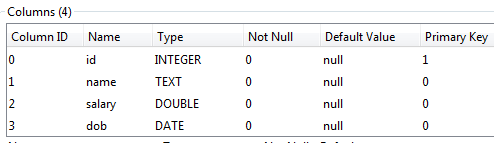 Columns (4)
Column ID Name Type Not Null Default Value Primary Key
0 id INTEGER 0 null 1
1 name TEXT 0 null 0
2 salary DOUBLE 0 null 0
3 dob DATE 0 null 0